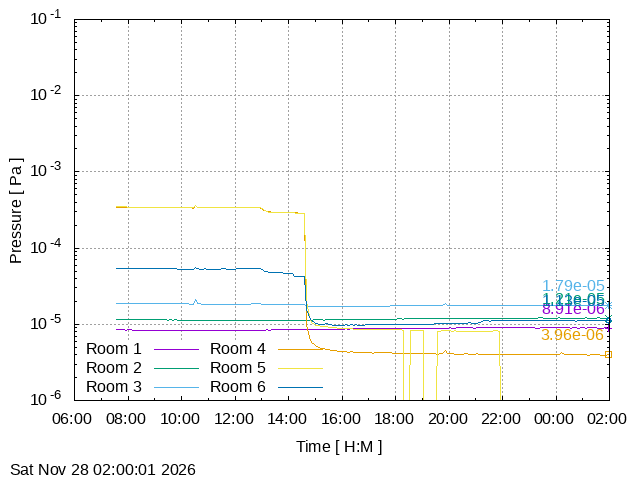 10^-1
10^-2
10^-3
10^-4
10^-5
10^-6
Pressure [ Pa ]
1.79e-05
8.91e-06
3.96e-06
Room 1 Room 4
Room 2 Room 5
Room 3 Room 6
06:00 08:00 10:00 12:00 14:00 16:00 18:00 20:00 22:00 00:00 02:00
Time [ H:M ]
Sat Nov 28 02:00:01 2026